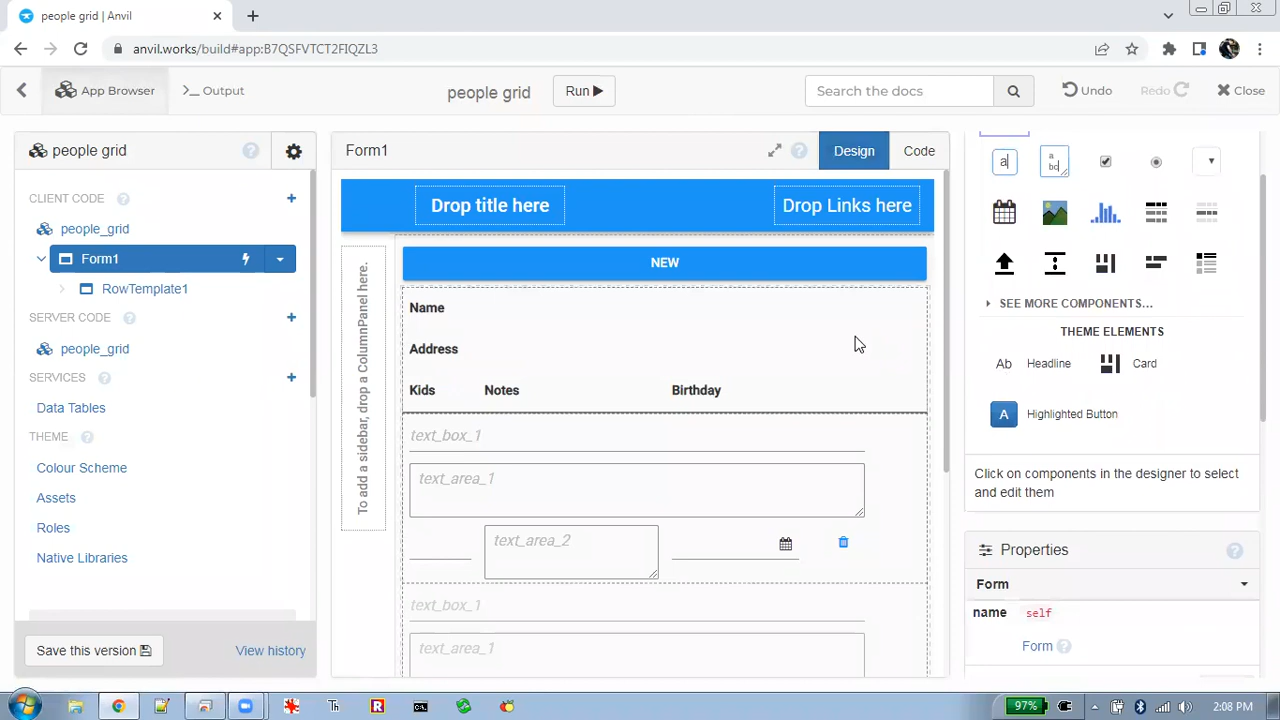 people grid | Anvil
anvil.works/build#app:B7QSFVTCT2FIQZL3
App Browser
Output
people grid
Run
Search the docs
Undo
Redo
Close
people grid
CLIENT CODE
people_grid
Form1
RowTemplate1
SERVER CODE
people_grid
SERVICES
Data Tables
THEME
Colour Scheme
Assets
Roles
Native Libraries
Save this version
View history
Form1
Design
Code
Drop title here
Drop Links here
To add a sidebar, drop a ColumnPanel here.
NEW
Name
Address
Kids Notes Birthday
text_box_1
text_area_1
text_area_2
text_box_1
text_area_1
SEE MORE COMPONENTS...
THEME ELEMENTS
Ab Headline
Card
A Highlighted Button
Click on components in the designer to select
and edit them
Properties
Form
name self
Form
97%
2:08 PM